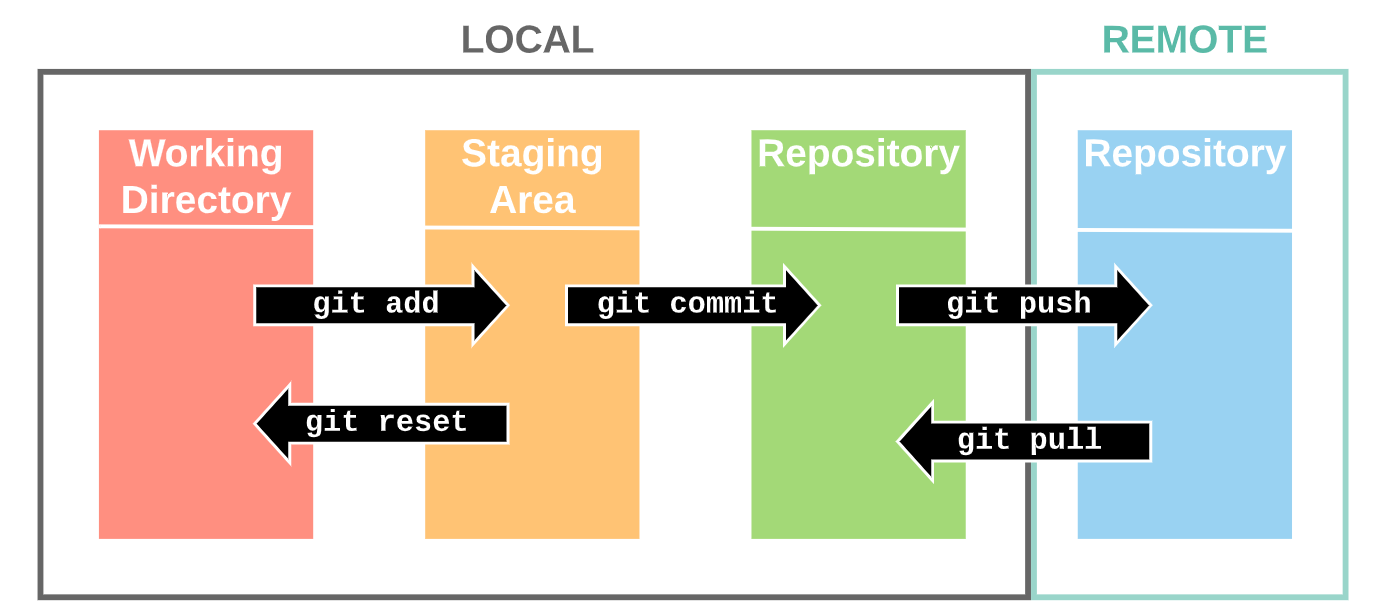 LOCAL
REMOTE
Working
Directory
Staging
Area
Repository
Repository
git add
git commit
git push
git reset
git pull